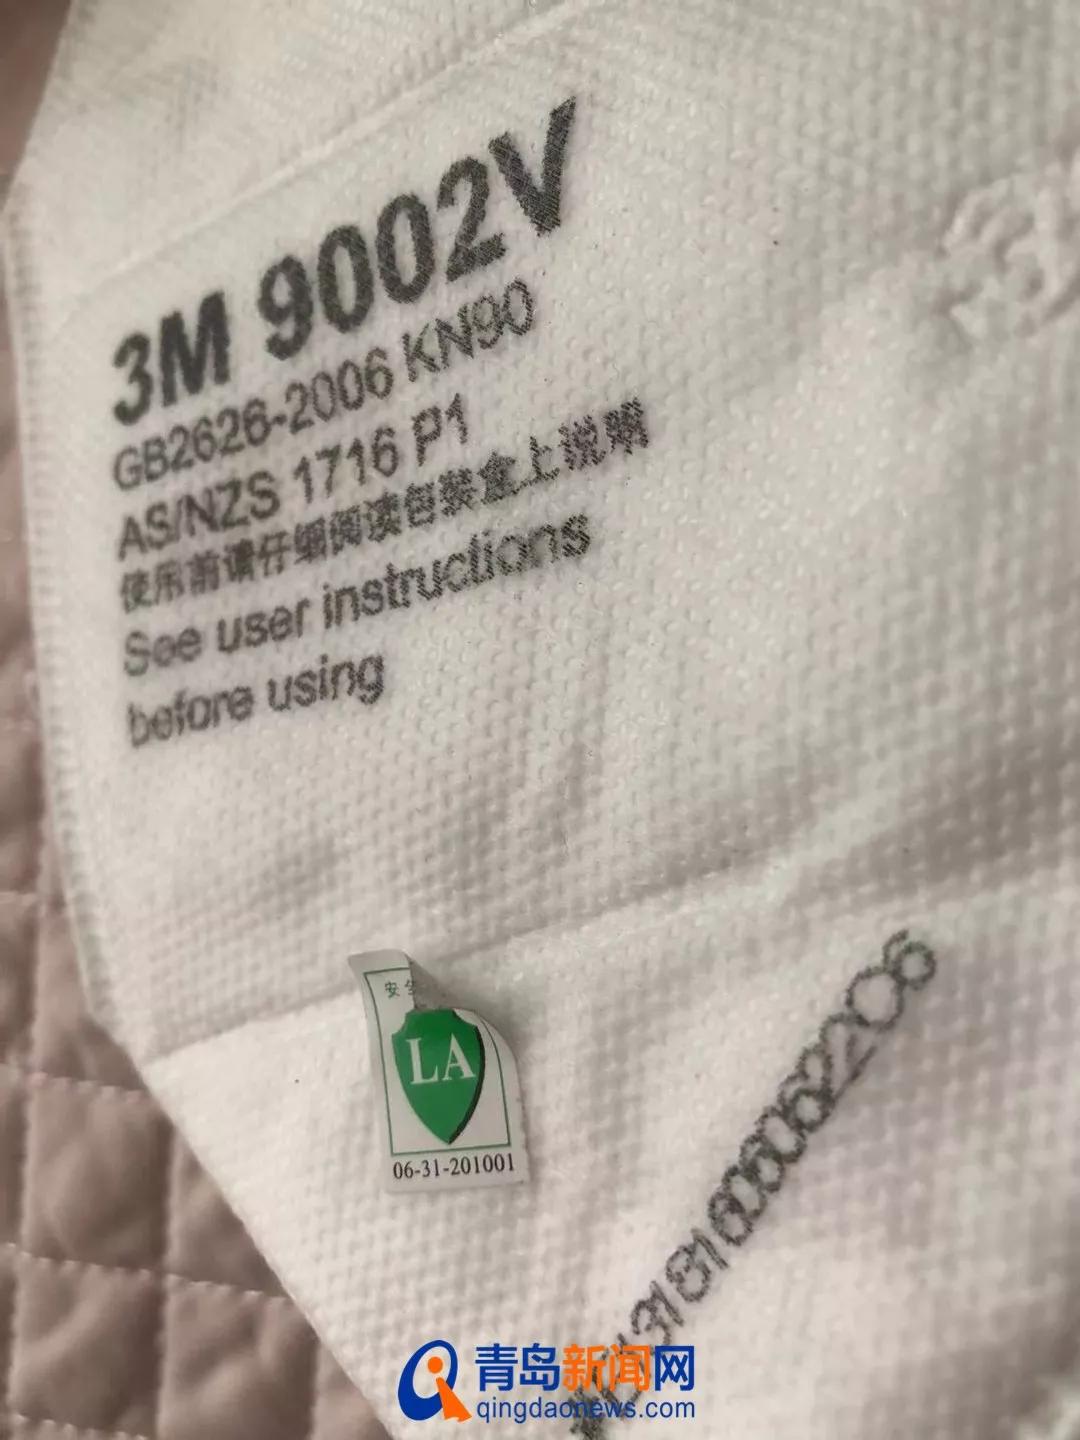 3M 9002V
GB2626-2006 KN90
AS/NZS 1716 P1
使用前请仔细阅读包装盒上说明
See user instructions
before using
安全
LA
06-31-201001
青岛新闻网
qingdaonews.com